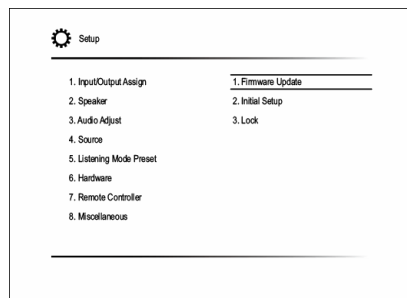 Setup
1. Input/Output Assign
2. Speaker
3. Audio Adjust
4. Source
5. Listening Mode Preset
6. Hardware
7. Remote Controller
8. Miscellaneous
1. Firmware Update
2. Initial Setup
3. Lock